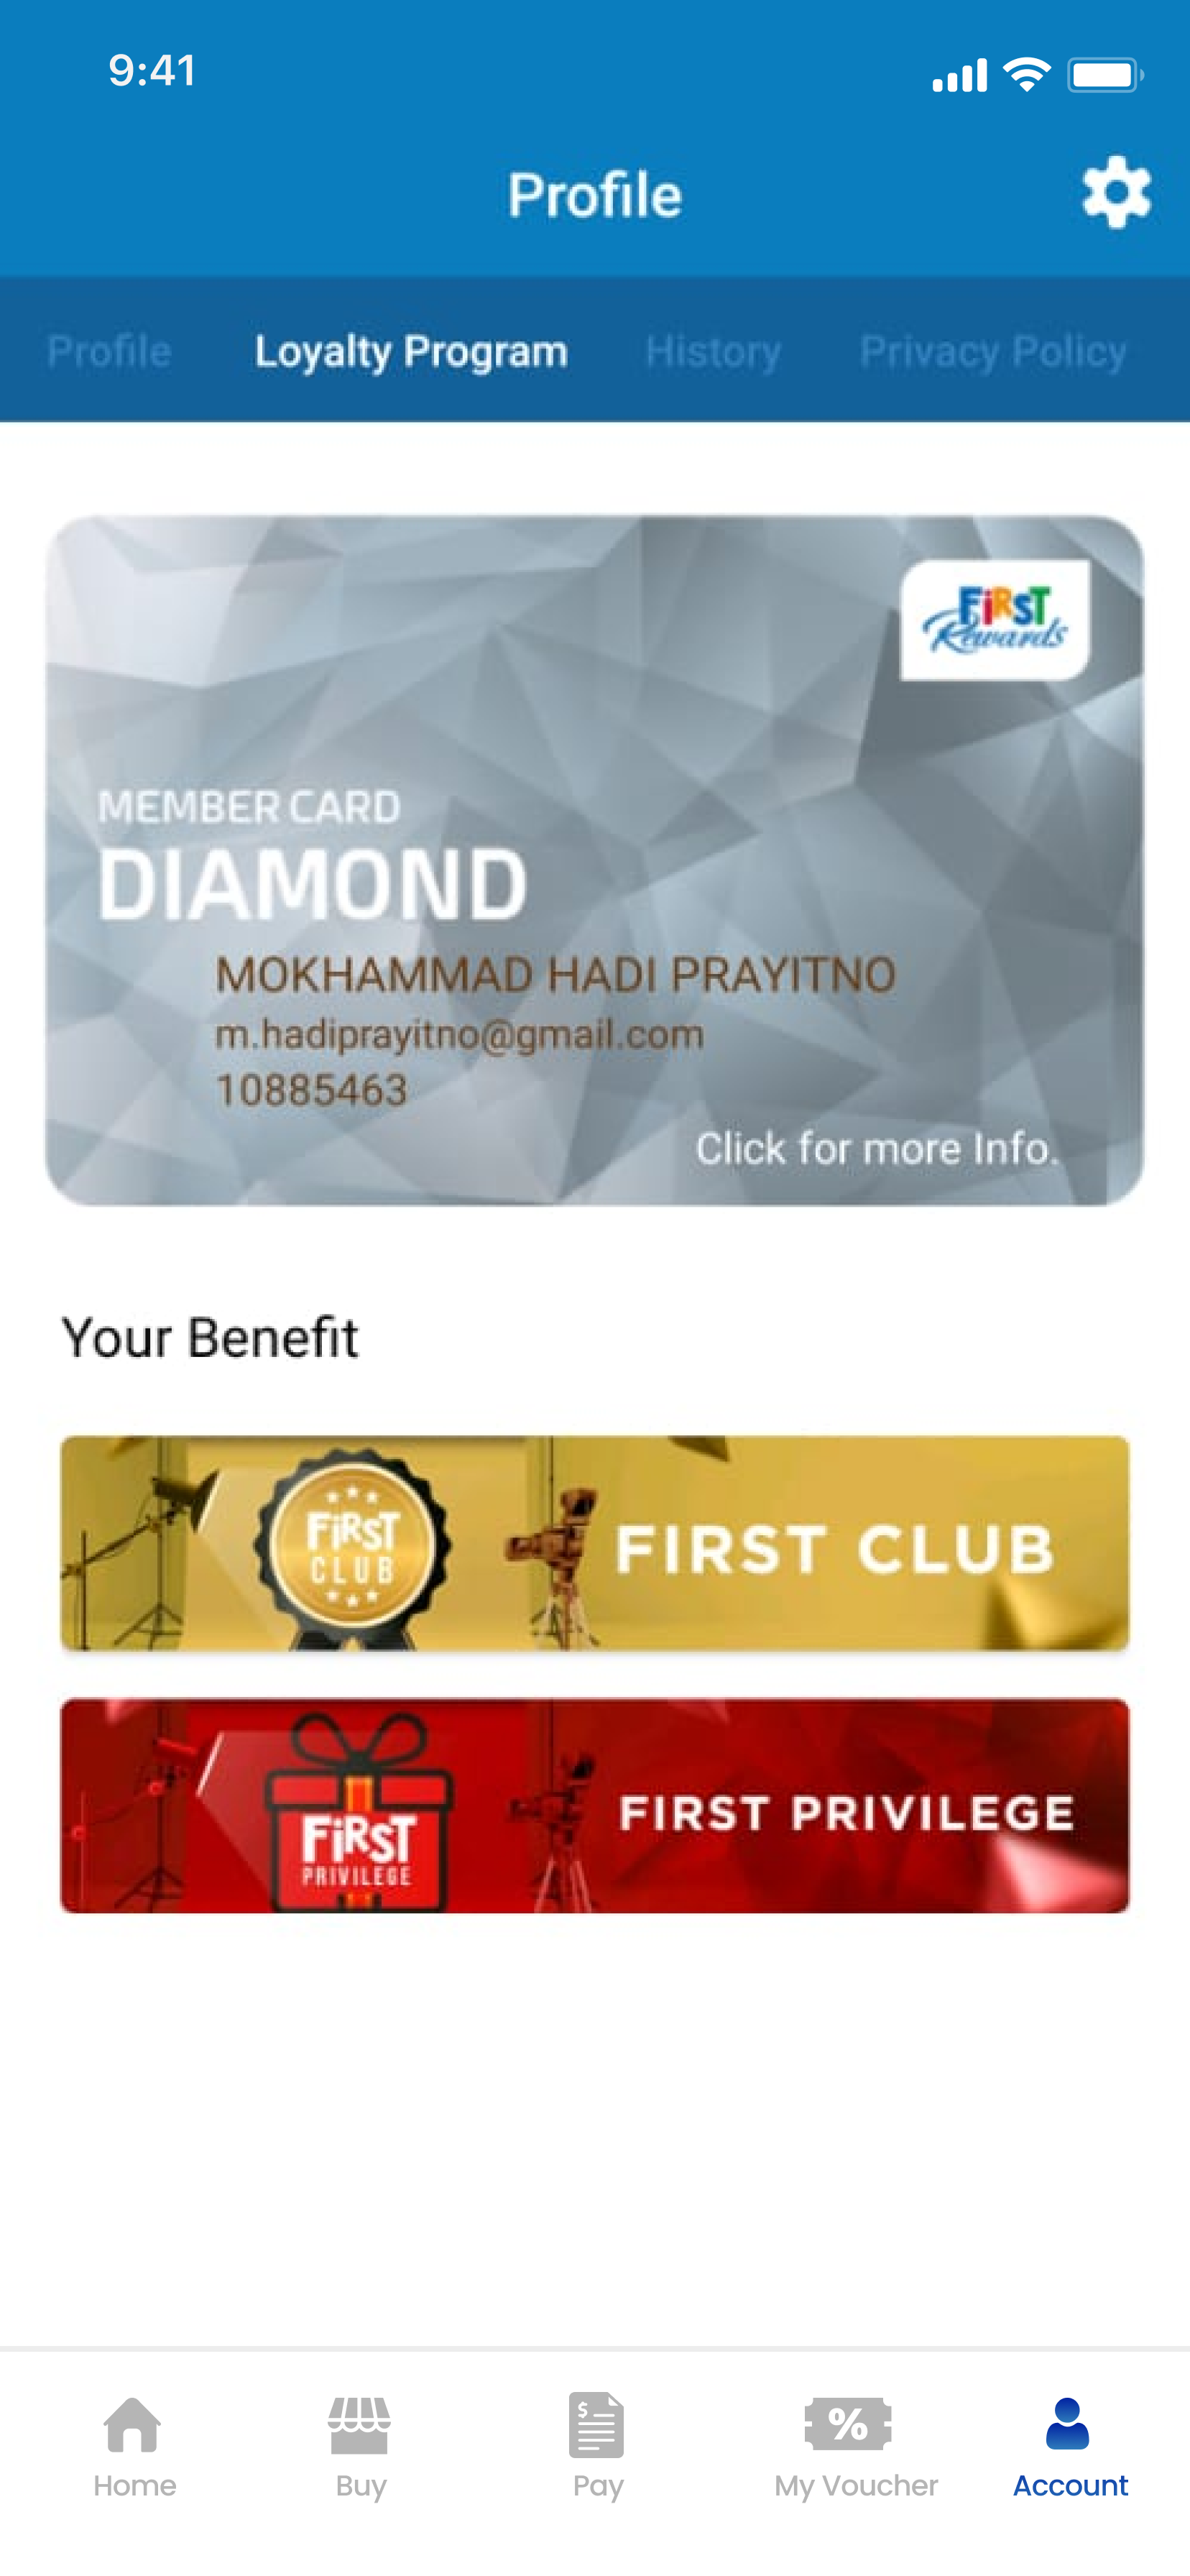 9:41
Profile
Profile Loyalty Program History Privacy Policy
FiRST
Rewards
MEMBER CARD
DIAMOND
MOKHAMMAD HADI PRAYITNO
m.hadiprayitno@gmail.com
10885463
Click for more Info.
Your Benefit
FiRST
CLUB
FIRST CLUB
FiRST
PRIVILEGE
FIRST PRIVILEGE
$
%
Home Buy Pay My Voucher Account